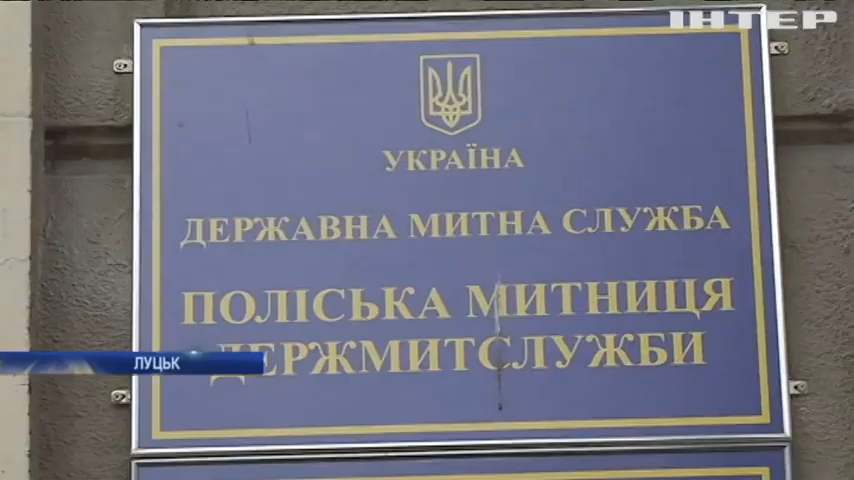 ІНТЕР
УКРАЇНА
ДЕРЖАВНА МИТНА СЛУЖБА
ПОЛІСЬКА МИТНИЦЯ
ДЕРЖМИТСЛУЖБИ
ЛУЦЬК